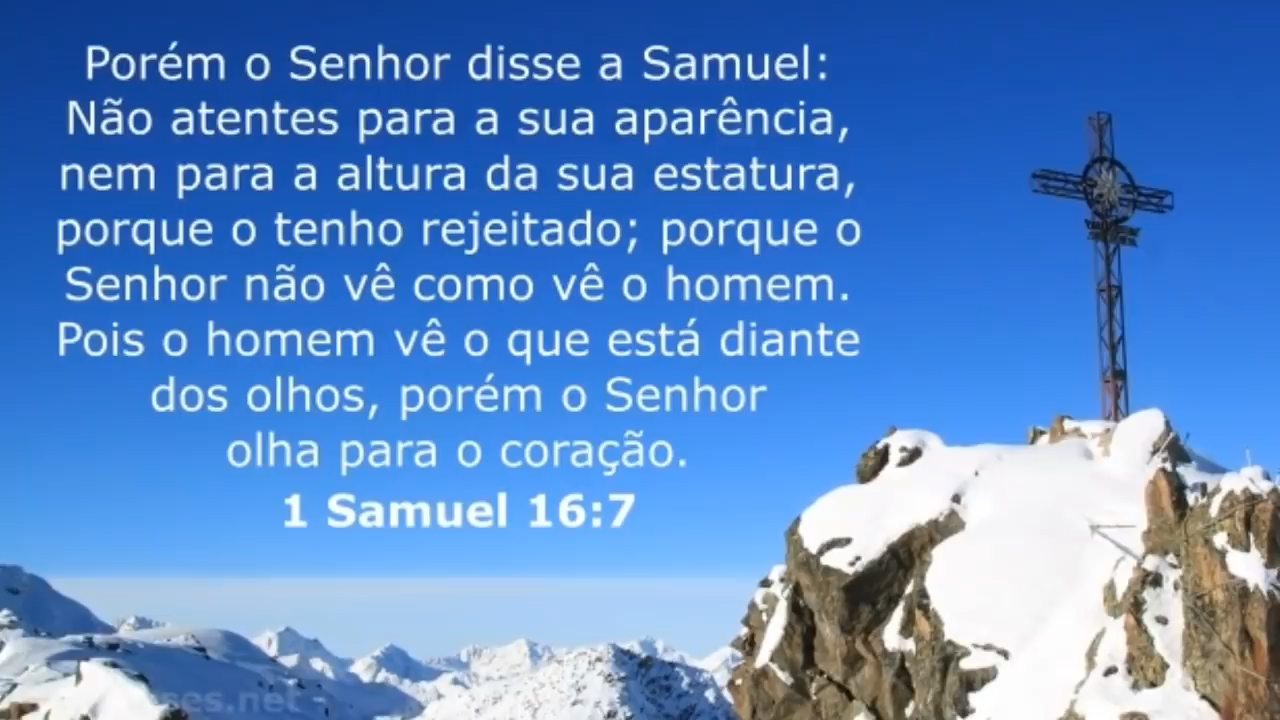 Porém o Senhor disse a Samuel:
Não atentes para a sua aparência,
nem para a altura da sua estatura,
porque o tenho rejeitado; porque o
Senhor não vê como vê o homem.
Pois o homem vê o que está diante
dos olhos, porém o Senhor
olha para o coração.
1 Samuel 16:7